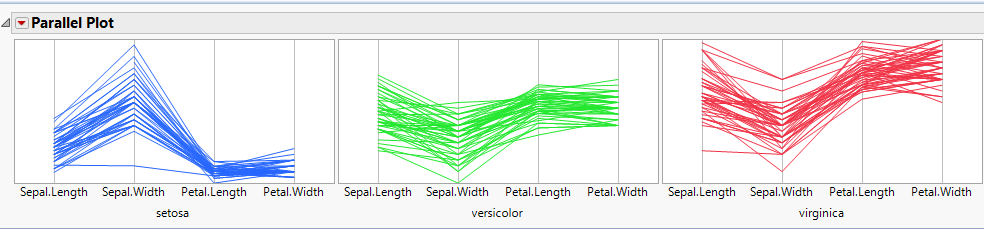 Parallel Plot
Sepal.Length Sepal.Width Petal.Length Petal.Width Sepal.Length Sepal.Width Petal.Length Petal.Width Sepal.Length Sepal.Width Petal.Length Petal.Width
setosa versicolor virginica